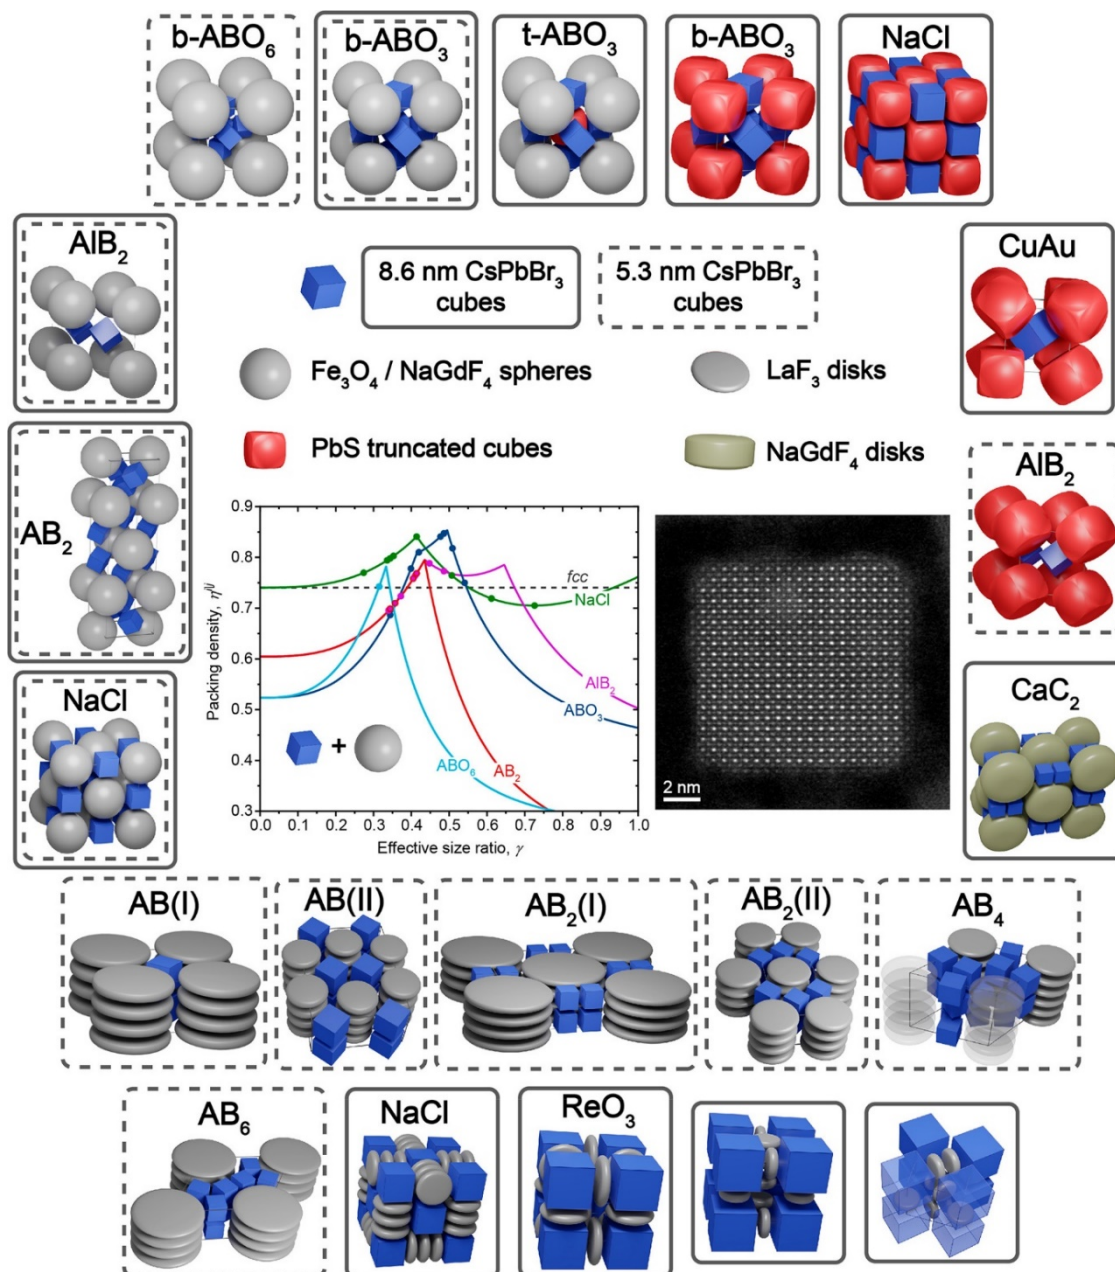 b-ABO₆
b-ABO₃
t-ABO₃
b-ABO₃
NaCl
AlB₂
8.6 nm CsPbBr₃
cubes
5.3 nm CsPbBr₃
cubes
CuAu
Fe₃O₄ / NaGdF₄ spheres
LaF₃ disks
PbS truncated cubes
NaGdF₄ disks
AB₂
AlB₂
NaCl
CaC₂
Packing density, η
0.9
0.8
0.7
0.6
0.5
0.4
0.3
fcc
NaCl
AlB₂
ABO₃
AB₂
ABO₆
+
0.0 0.1 0.2 0.3 0.4 0.5 0.6 0.7 0.8 0.9 1.0
Effective size ratio, γ
2 nm
AB(I)
AB(II)
AB₂(I)
AB₂(II)
AB₄
AB₆
NaCl
ReO₃